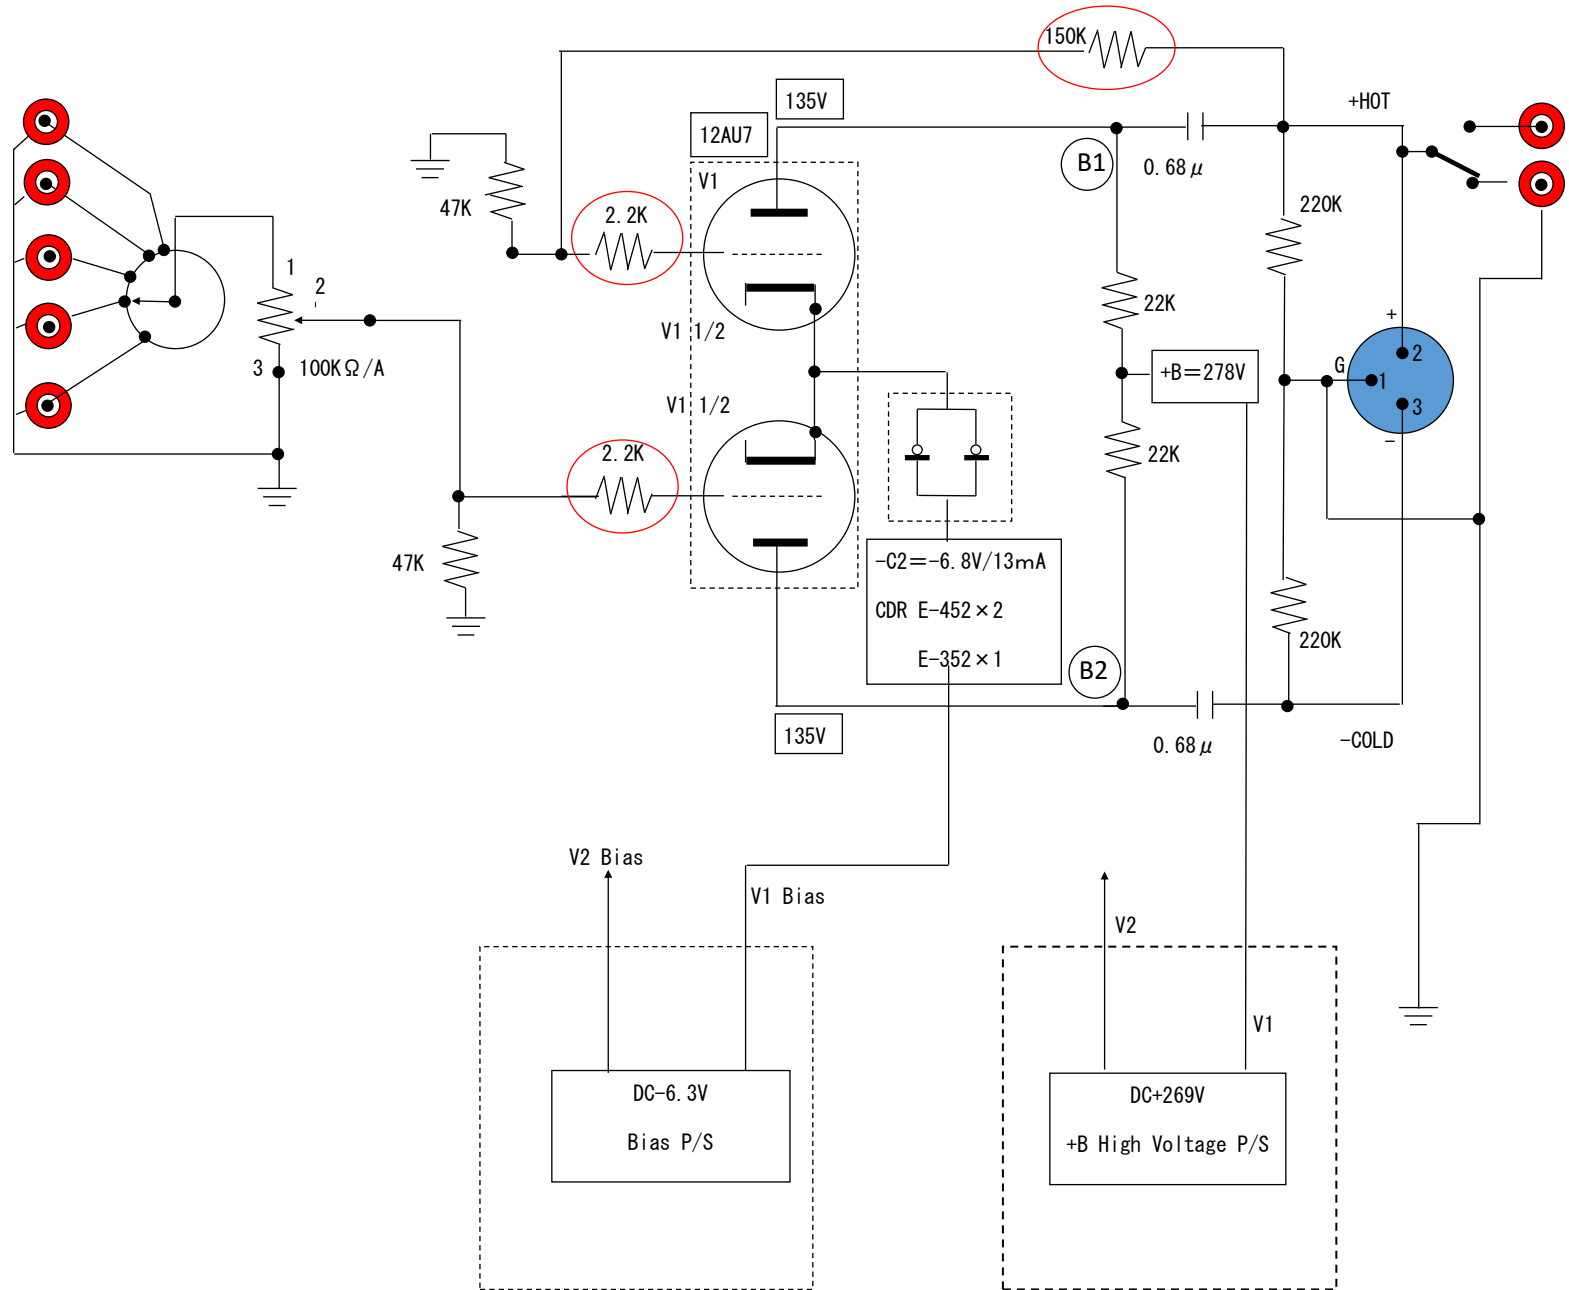 150K
+HOT
135V
12AU7
B1
0.68μ
V1
47K
2.2K
220K
1
2
22K
V1 1/2
+
2
3
100KΩ/A
+B=278V
G
1
V1 1/2
3
-
2.2K
22K
47K
-C2=-6.8V/13mA
CDR E-452×2
E-352×1
220K
B2
135V
0.68μ
-COLD
V2 Bias
V1 Bias
V2
V1
DC-6.3V
Bias P/S
DC+269V
+B High Voltage P/S